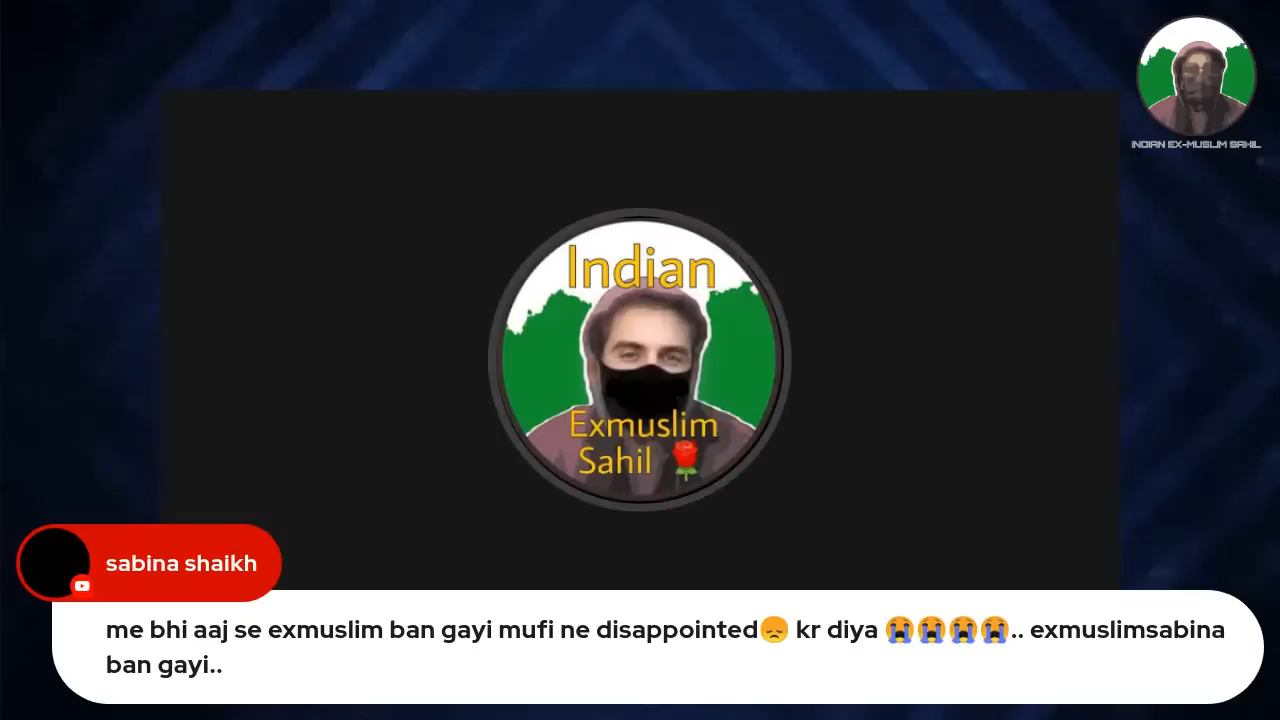 INDIAN EX-MUSLIM SAHIL
Indian
Exmuslim
Sahil 🌹
sabina shaikh
me bhi aaj se exmuslim ban gayi mufi ne disappointed😞 kr diya 😭😭😭😭.. exmuslimsabina
ban gayi..